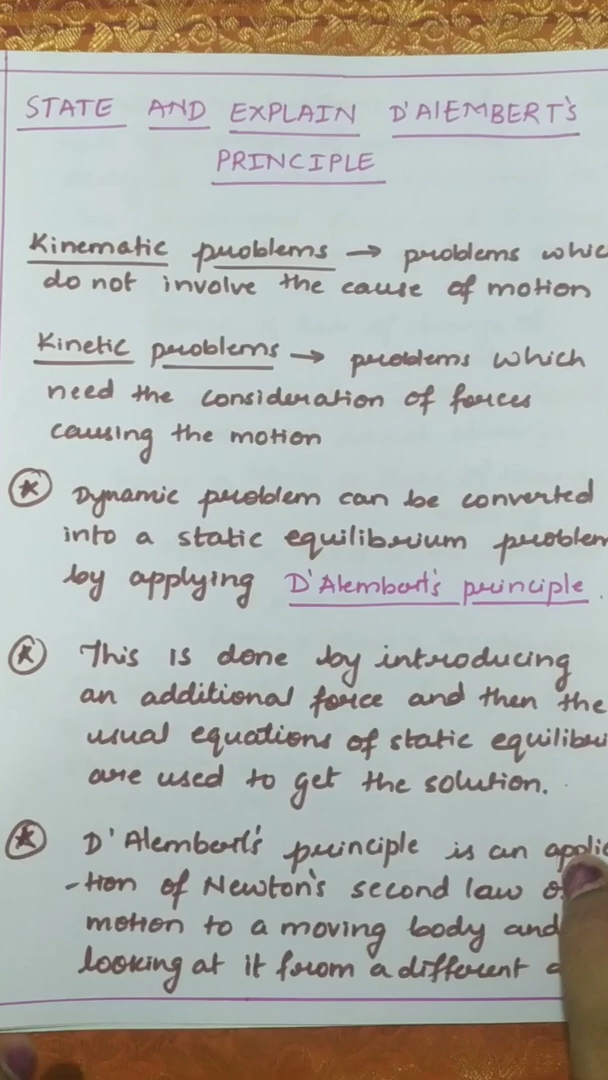 STATE AND EXPLAIN D'AlEMBERT'S
PRINCIPLE
Kinematic problems → problems whic
do not involve the cause of motion
Kinetic problems → problems which
need the consideration of forces
causing the motion
Dynamic problem can be converted
into a static equilibrium problem
by applying D'Alembert's principle.
This is done by introducing
an additional force and then the
usual equations of static equilibri
are used to get the solution.
D'Alembert's principle is an applic
-tion of Newton's second law of
motion to a moving body and
looking at it from a different